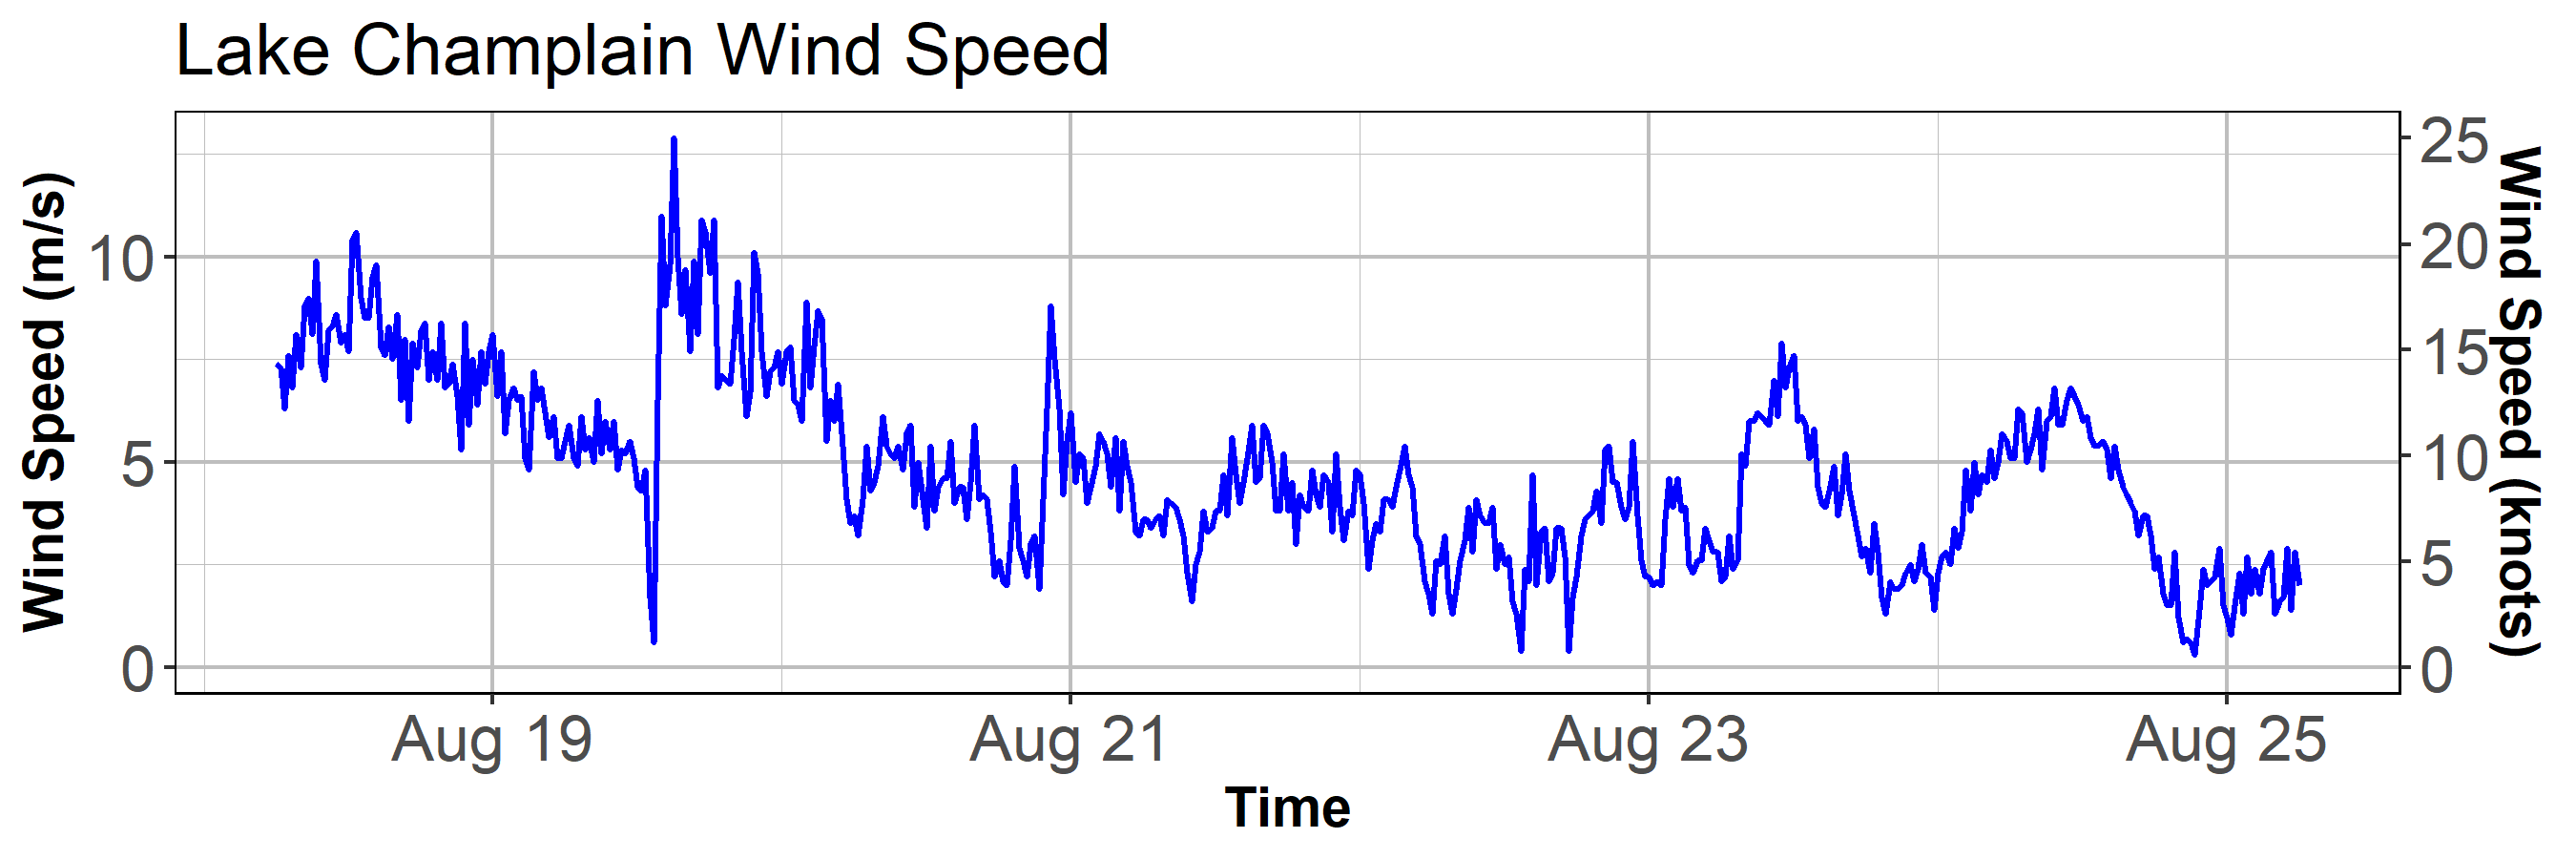 Lake Champlain Wind Speed
Wind Speed (m/s)
10
5
0
25
20
15
10
5
0
Wind Speed (knots)
Aug 19 Aug 21 Aug 23 Aug 25
Time